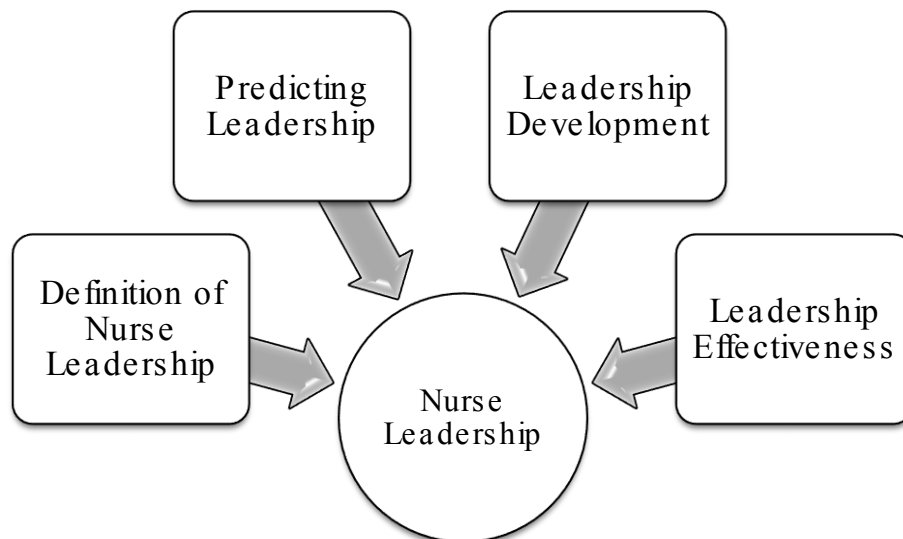 Predicting
Leadership
Leadership
Development
Definition of
Nurse
Leadership
Leadership
Effectiveness
Nurse
Leadership